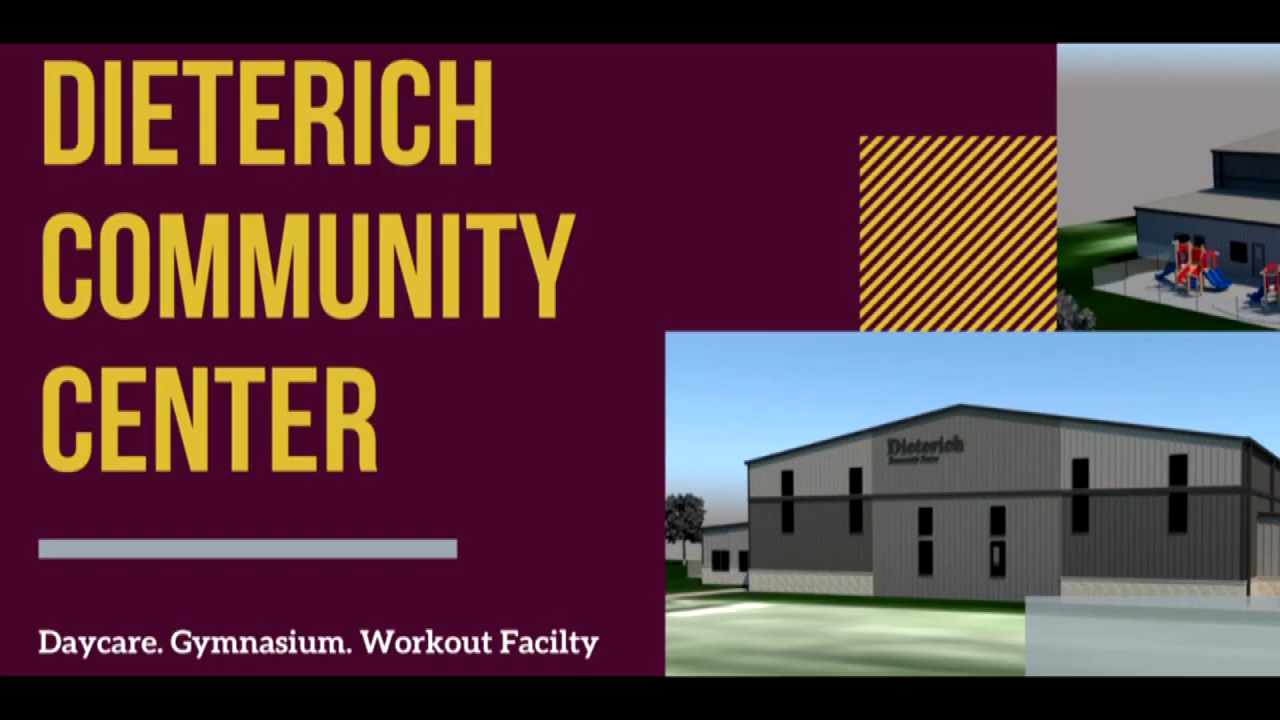 DIETERICH
COMMUNITY
CENTER
Daycare. Gymnasium. Workout Facilty
Dieterich